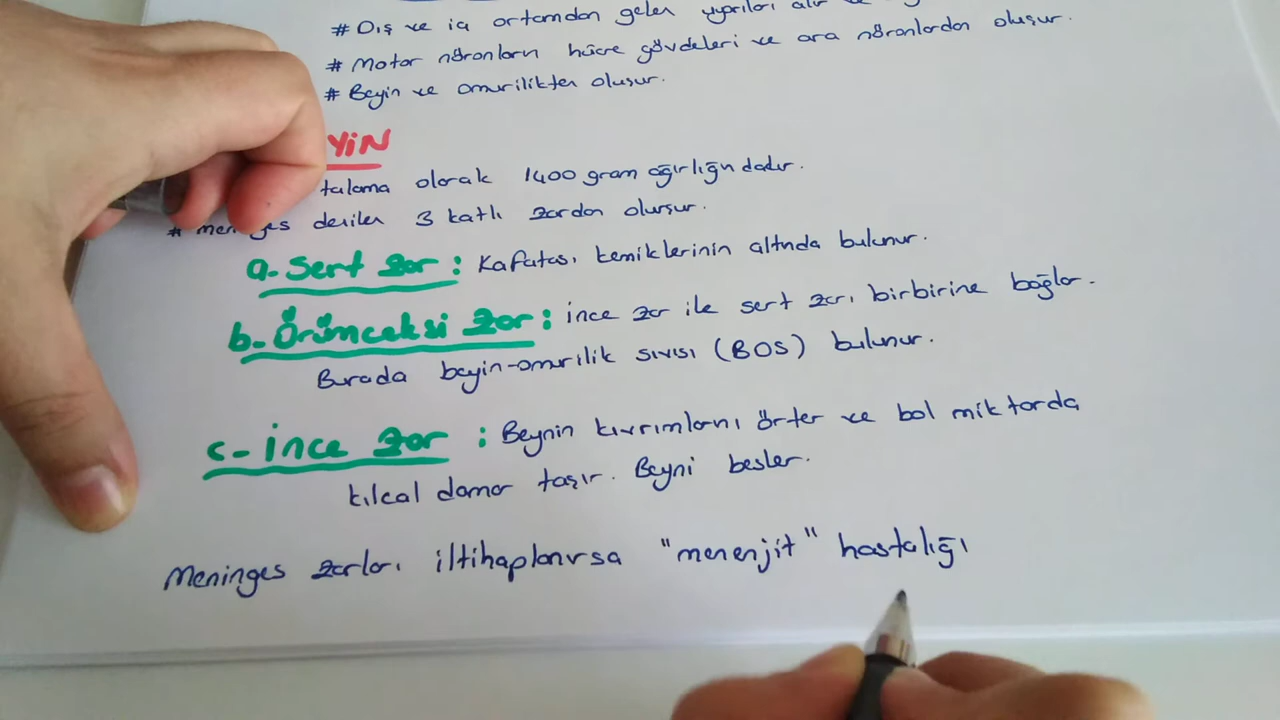 # Dış ve iç ortamdan gelen uyarıları alır
# Motor nöronların hücre gövdeleri ve ara nöronlardan oluşur.
# Beyin ve omurilikten oluşur.
YİN
talama olarak 1400 gram ağırlığındadır.
# meninges denilen 3 katlı zardan oluşur.
a- Sert zar : Kafatası kemiklerinin altında bulunur.
b- Örümceksi zar : ince zar ile sert zarı birbirine bağlar.
Burada beyin-omurilik sıvısı (BOS) bulunur.
c- İnce zar : Beynin kıvrımlarını örter ve bol miktarda
kılcal damar taşır. Beyni besler.
Meninges zarları iltihaplanırsa "menenjit" hastalığı